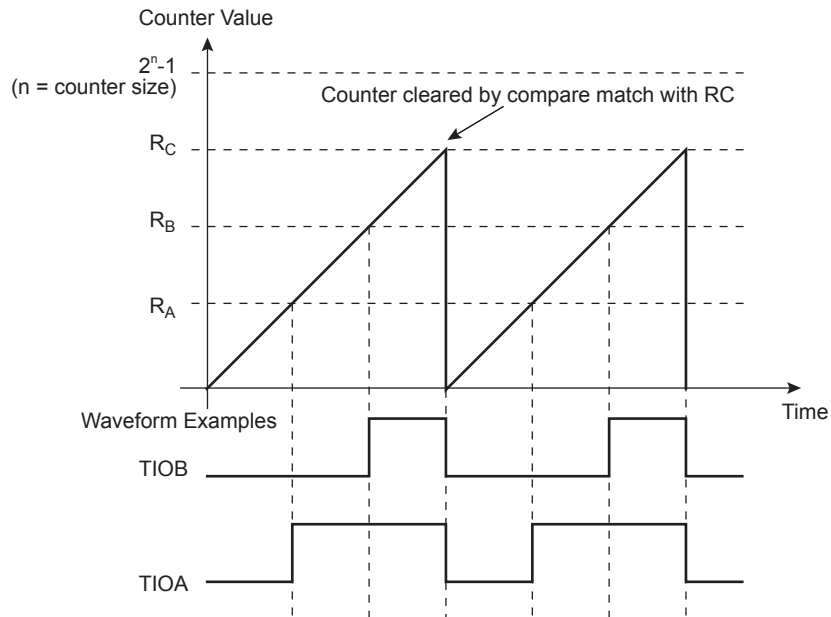 Counter Value
2ⁿ-1
(n = counter size)
Counter cleared by compare match with RC
R_C
R_B
R_A
Time
Waveform Examples
TIOB
TIOA